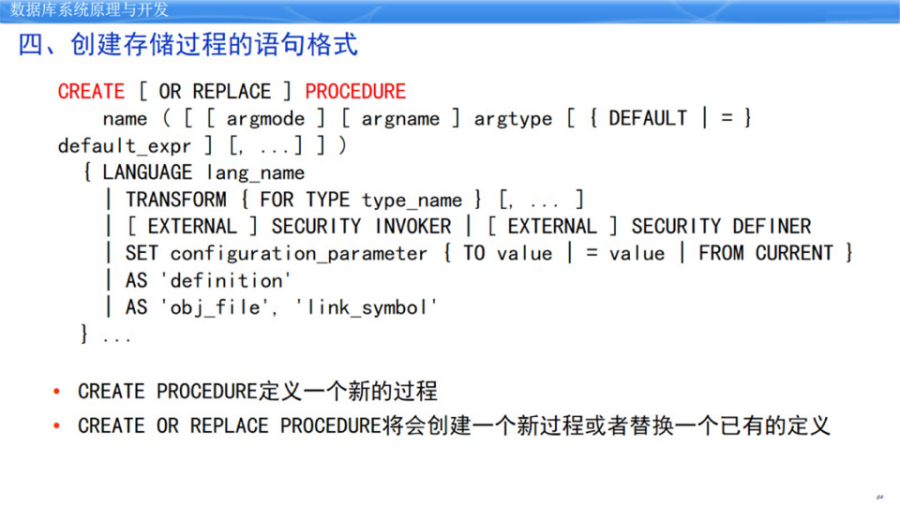 数据库系统原理与开发
四、创建存储过程的语句格式
CREATE [ OR REPLACE ] PROCEDURE
name ( [ [ argmode ] [ argname ] argtype [ { DEFAULT | = }
default_expr ] [, ...] ] )
{ LANGUAGE lang_name
| TRANSFORM { FOR TYPE type_name } [, ... ]
| [ EXTERNAL ] SECURITY INVOKER | [ EXTERNAL ] SECURITY DEFINER
| SET configuration_parameter { TO value | = value | FROM CURRENT }
| AS 'definition'
| AS 'obj_file', 'link_symbol'
} ...
• CREATE PROCEDURE定义一个新的过程
• CREATE OR REPLACE PROCEDURE将会创建一个新过程或者替换一个已有的定义